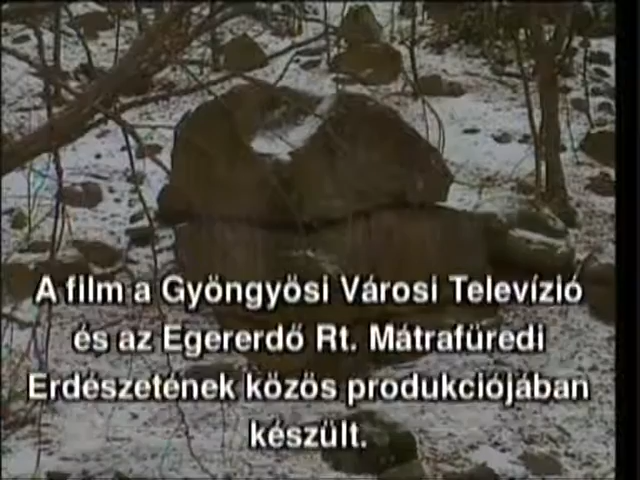 A film a Gyöngyösi Városi Televízió
és az Egererdő Rt. Mátrafüredi
Erdészetének közös produkciójában
készült.